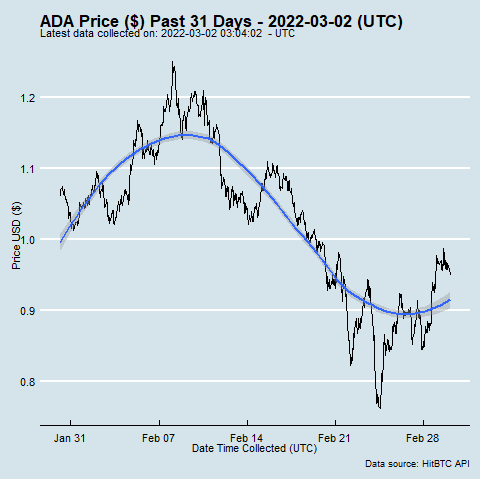 ADA Price ($) Past 31 Days - 2022-03-02 (UTC)
Latest data collected on: 2022-03-02 03:04:02  - UTC
Price USD ($)
1.2
1.1
1.0
0.9
0.8
Jan 31
Feb 07
Feb 14
Feb 21
Feb 28
Date Time Collected (UTC)
Data source: HitBTC API